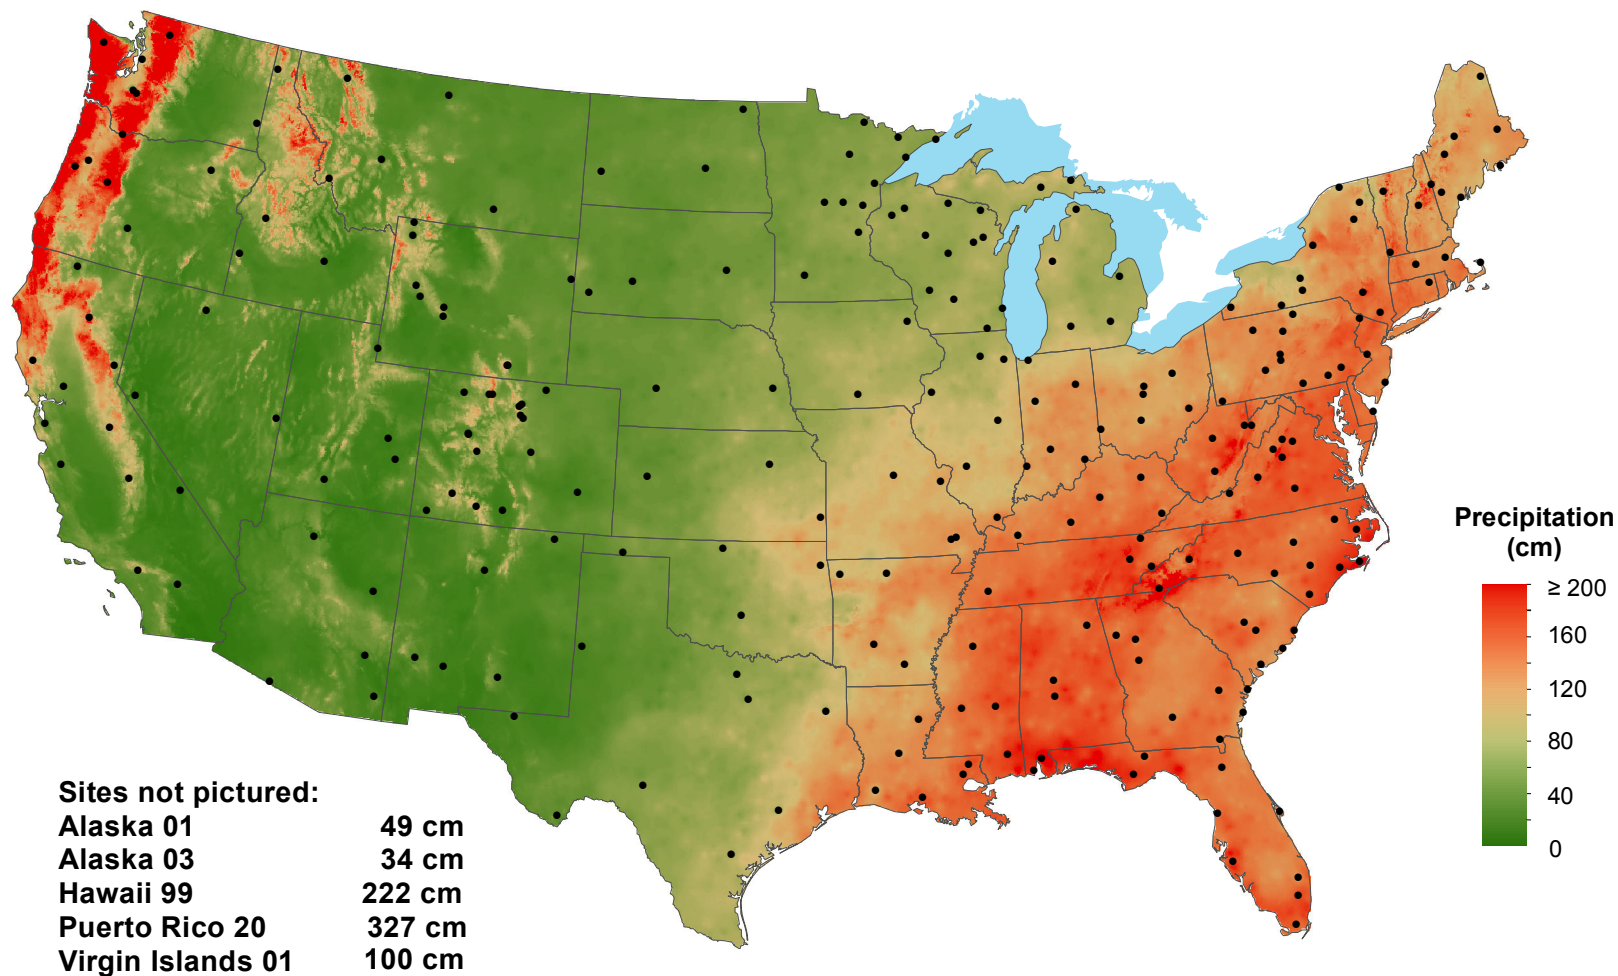 Precipitation
(cm)
≥ 200
160
120
80
40
0
Sites not pictured:
Alaska 01 49 cm
Alaska 03 34 cm
Hawaii 99 222 cm
Puerto Rico 20 327 cm
Virgin Islands 01 100 cm